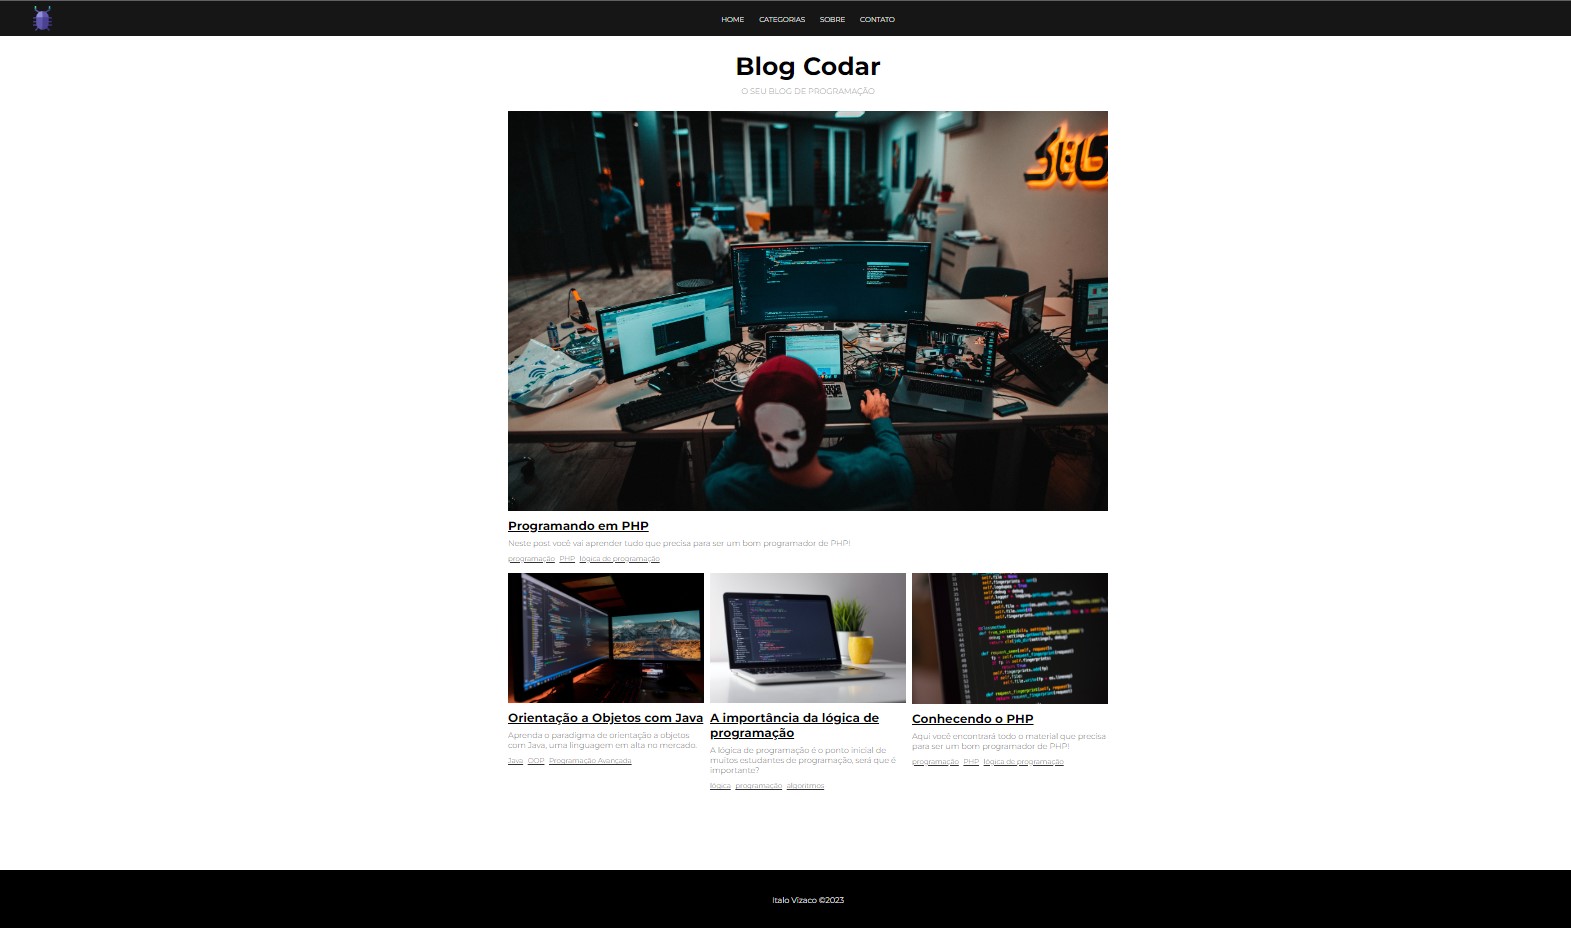 HOME CATEGORIAS SOBRE CONTATO
Blog Codar
O SEU BLOG DE PROGRAMAÇÃO
Programando em PHP
Neste post você vai aprender tudo que precisa para ser um bom programador de PHP!
programação PHP lógica de programação
Orientação a Objetos com Java
Aprenda o paradigma de orientação a objetos
com Java, uma linguagem em alta no mercado.
Java OOP Programação Avançada
A importância da lógica de
programação
A lógica de programação é o ponto inicial de
muitos estudantes de programação, será que é
importante?
lógica programação algoritmos
Conhecendo o PHP
Aqui você encontrará todo o material que precisa
para ser um bom programador de PHP!
programação PHP lógica de programação
Italo Vizaco ©2023